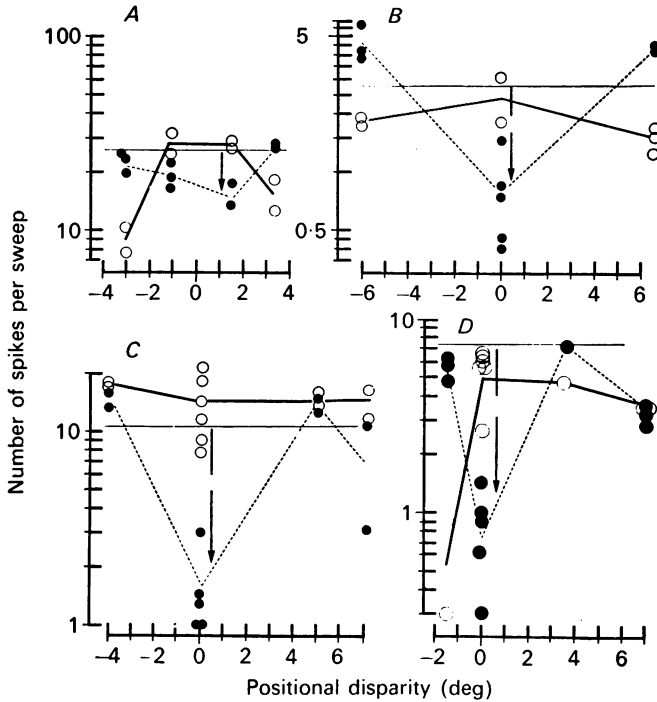 A
B
100
10
5
0·5
−4 −2 0 2 4
−6 −4 −2 0 2 4 6
C
D
10
1
10
1
−4 −2 0 2 4 6
−2 0 2 4 6
Number of spikes per sweep
Positional disparity (deg)